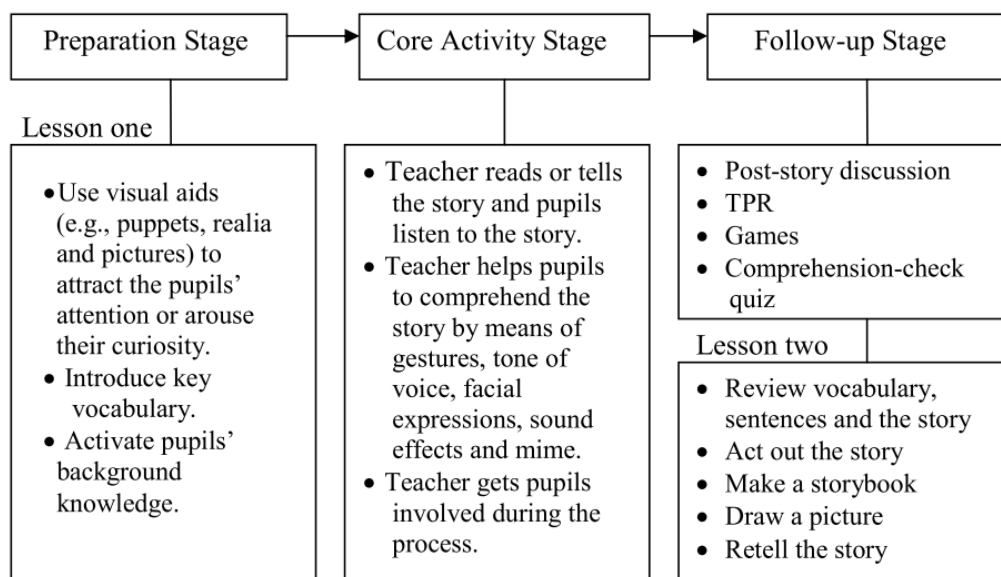 Preparation Stage
Core Activity Stage
Follow-up Stage
Lesson one
•Use visual aids
(e.g., puppets, realia
and pictures) to
attract the pupils'
attention or arouse
their curiosity.
• Introduce key
vocabulary.
• Activate pupils'
background
knowledge.
• Teacher reads or tells
the story and pupils
listen to the story.
• Teacher helps pupils
to comprehend the
story by means of
gestures, tone of
voice, facial
expressions, sound
effects and mime.
• Teacher gets pupils
involved during the
process.
• Post-story discussion
• TPR
• Games
• Comprehension-check
quiz
Lesson two
• Review vocabulary,
sentences and the story
• Act out the story
• Make a storybook
• Draw a picture
• Retell the story